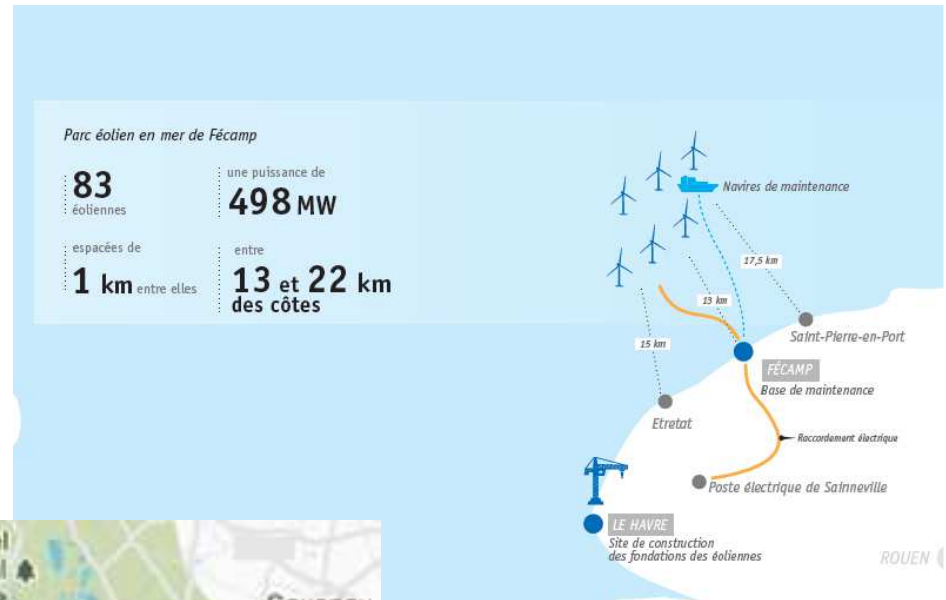 Parc éolien en mer de Fécamp
83
éoliennes
une puissance de
498 MW
espacées de
1 km entre elles
entre
13 et 22 km
des côtes
Navires de maintenance
17,5 km
13 km
15 km
Saint-Pierre-en-Port
FÉCAMP
Base de maintenance
Etretat
Raccordement électrique
Poste électrique de Sainneville
LE HAVRE
Site de construction
des fondations des éoliennes
ROUEN